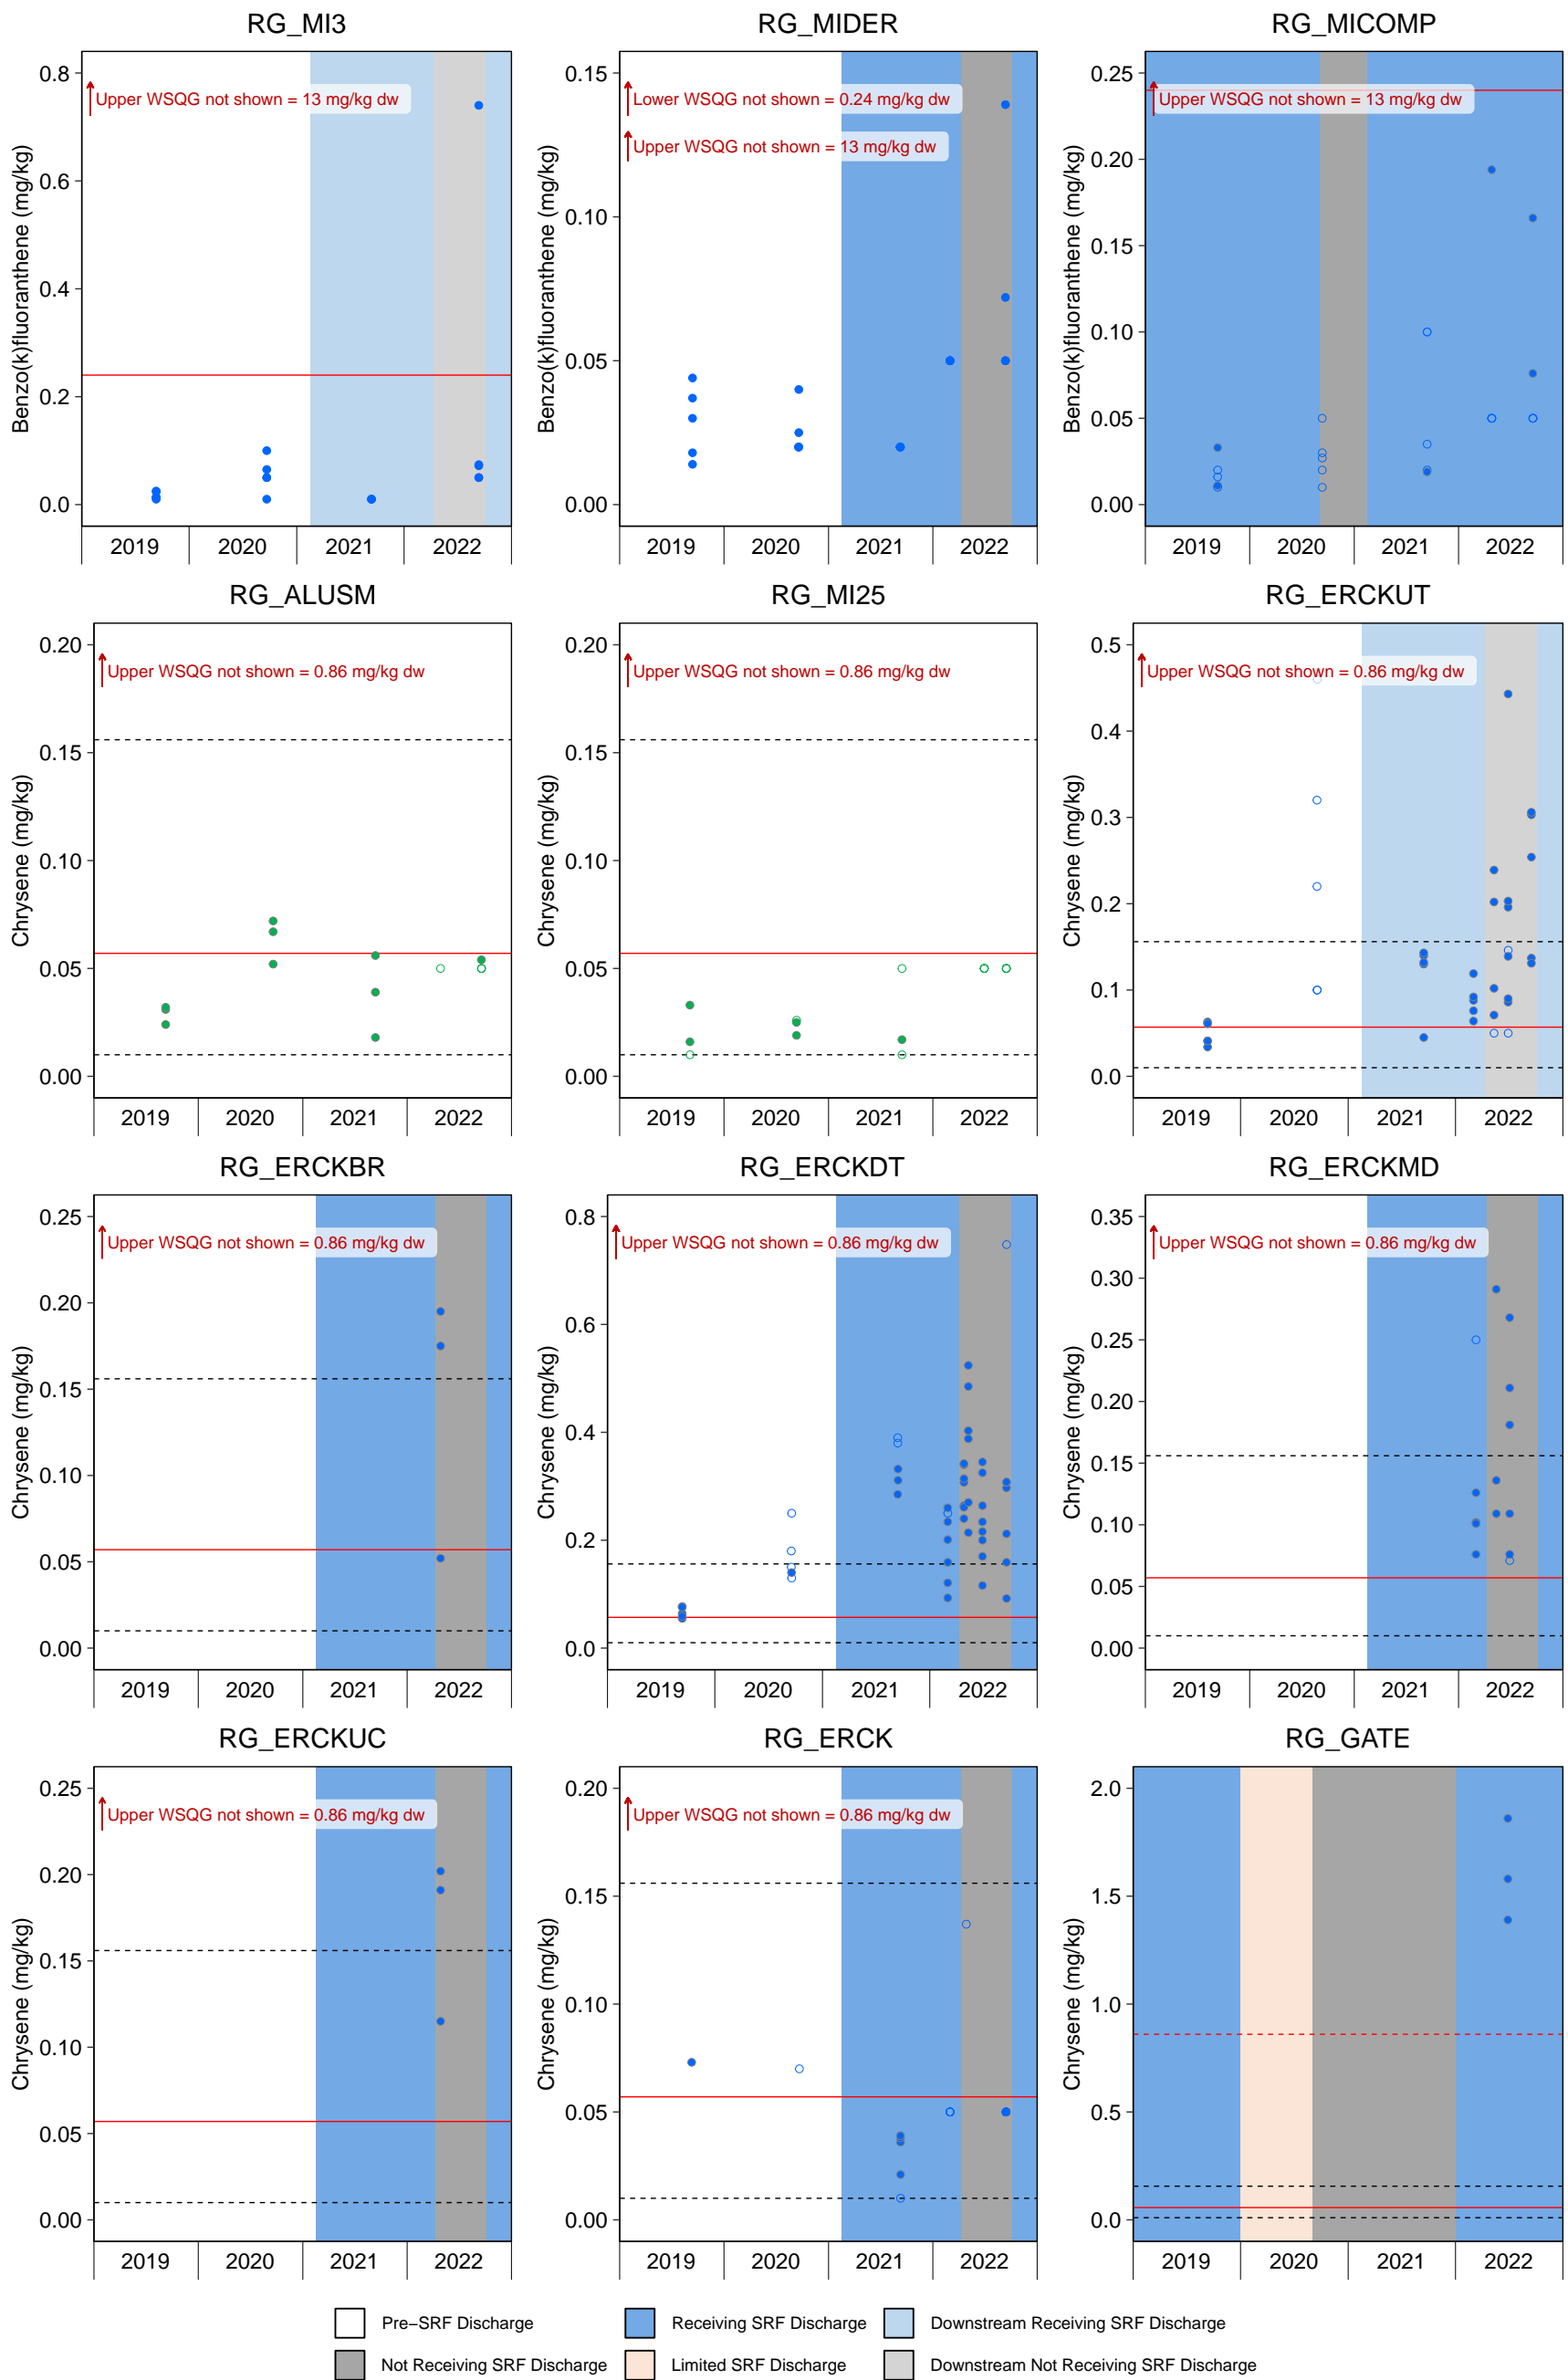 RG_MI3
RG_MIDER
RG_MICOMP
Benzo(k)fluoranthene (mg/kg)
0.8
0.6
0.4
0.2
0.0
Upper WSQG not shown = 13 mg/kg dw
2019 2020 2021 2022
Benzo(k)fluoranthene (mg/kg)
0.15
0.10
0.05
0.00
Lower WSQG not shown = 0.24 mg/kg dw
Upper WSQG not shown = 13 mg/kg dw
2019 2020 2021 2022
Benzo(k)fluoranthene (mg/kg)
0.25
0.20
0.15
0.10
0.05
0.00
Upper WSQG not shown = 13 mg/kg dw
2019 2020 2021 2022
RG_ALUSM
RG_MI25
RG_ERCKUT
Chrysene (mg/kg)
0.20
0.15
0.10
0.05
0.00
Upper WSQG not shown = 0.86 mg/kg dw
2019 2020 2021 2022
Chrysene (mg/kg)
0.20
0.15
0.10
0.05
0.00
Upper WSQG not shown = 0.86 mg/kg dw
2019 2020 2021 2022
Chrysene (mg/kg)
0.5
0.4
0.3
0.2
0.1
0.0
Upper WSQG not shown = 0.86 mg/kg dw
2019 2020 2021 2022
RG_ERCKBR
RG_ERCKDT
RG_ERCKMD
Chrysene (mg/kg)
0.25
0.20
0.15
0.10
0.05
0.00
Upper WSQG not shown = 0.86 mg/kg dw
2019 2020 2021 2022
Chrysene (mg/kg)
0.8
0.6
0.4
0.2
0.0
Upper WSQG not shown = 0.86 mg/kg dw
2019 2020 2021 2022
Chrysene (mg/kg)
0.35
0.30
0.25
0.20
0.15
0.10
0.05
0.00
Upper WSQG not shown = 0.86 mg/kg dw
2019 2020 2021 2022
RG_ERCKUC
RG_ERCK
RG_GATE
Chrysene (mg/kg)
0.25
0.20
0.15
0.10
0.05
0.00
Upper WSQG not shown = 0.86 mg/kg dw
2019 2020 2021 2022
Chrysene (mg/kg)
0.20
0.15
0.10
0.05
0.00
Upper WSQG not shown = 0.86 mg/kg dw
2019 2020 2021 2022
Chrysene (mg/kg)
2.0
1.5
1.0
0.5
0.0
2019 2020 2021 2022
Pre−SRF Discharge
Receiving SRF Discharge
Downstream Receiving SRF Discharge
Not Receiving SRF Discharge
Limited SRF Discharge
Downstream Not Receiving SRF Discharge